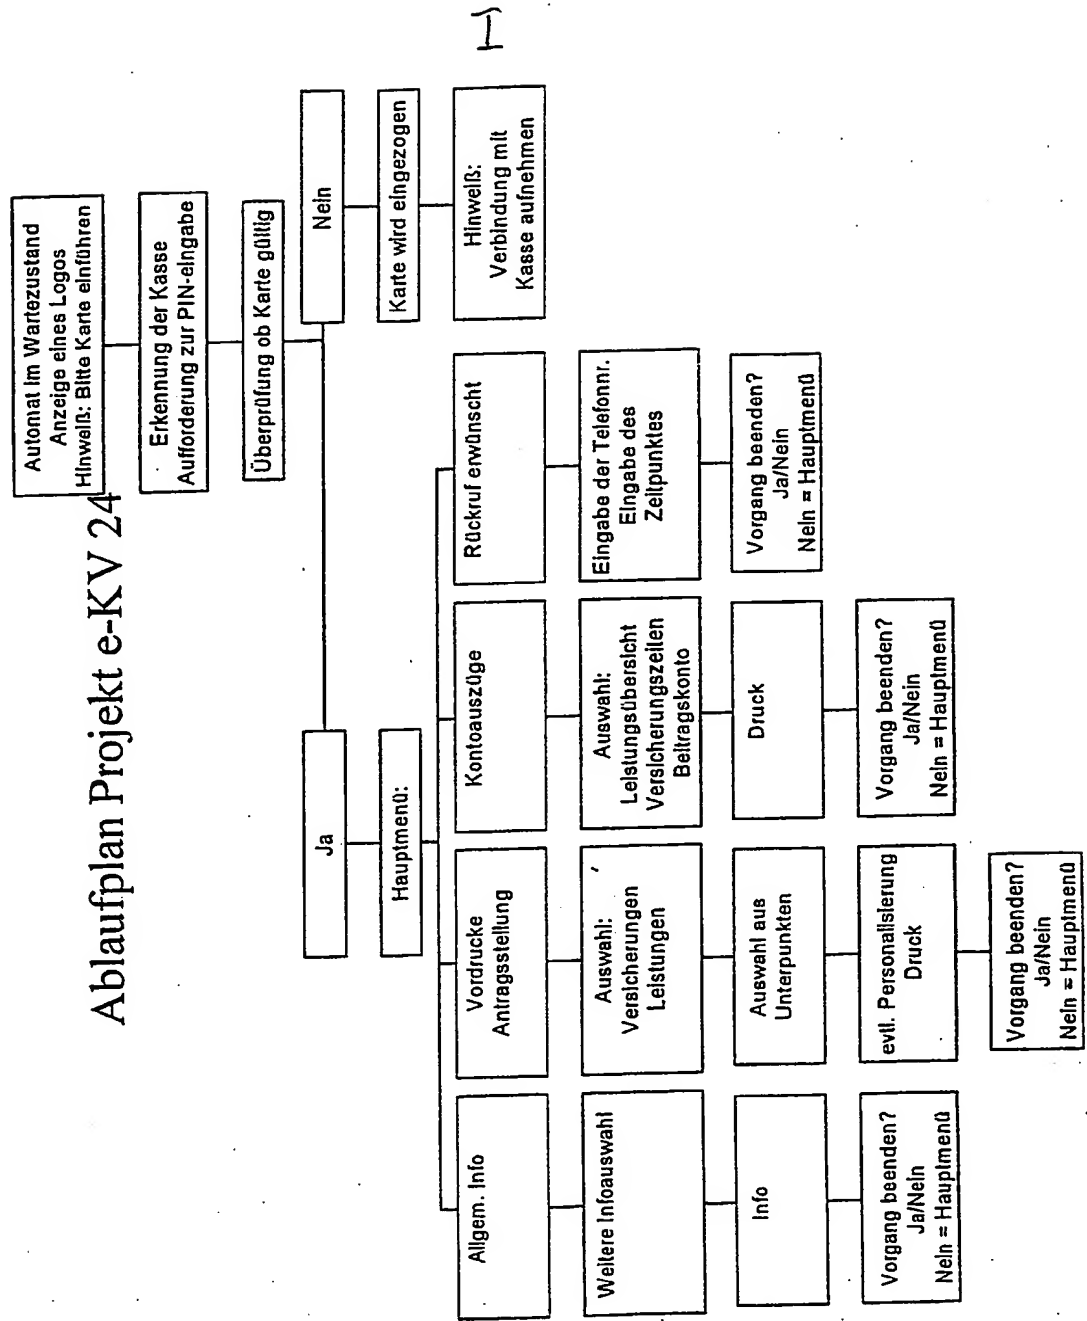 Ablaufplan Projekt e-KV 24
Automat im Wartezustand
Anzeige eines Logos
Hinweiß: Bitte Karte einführen
Erkennung der Kasse
Aufforderung zur PIN-eingabe
Überprüfung ob Karte gültig
Ja
Nein
Hauptmenü:
Karte wird eingezogen
Hinweiß:
Verbindung mit
Kasse aufnehmen
Allgem. Info
Weitere Infoauswahl
Info
Vorgang beenden?
Ja/Nein
Nein = Hauptmenü
Vordrucke
Antragsstellung
Auswahl:
Versicherungen
Leistungen
Auswahl aus
Unterpunkten
evtl. Personalisierung
Druck
Vorgang beenden?
Ja/Nein
Nein = Hauptmenü
Kontoauszüge
Auswahl:
Leistungsübersicht
Versicherungszeilen
Beitragskonto
Druck
Vorgang beenden?
Ja/Nein
Nein = Hauptmenü
Rückruf erwünscht
Eingabe der Telefonnr.
Eingabe des
Zeitpunktes
Vorgang beenden?
Ja/Nein
Nein = Hauptmenü
I